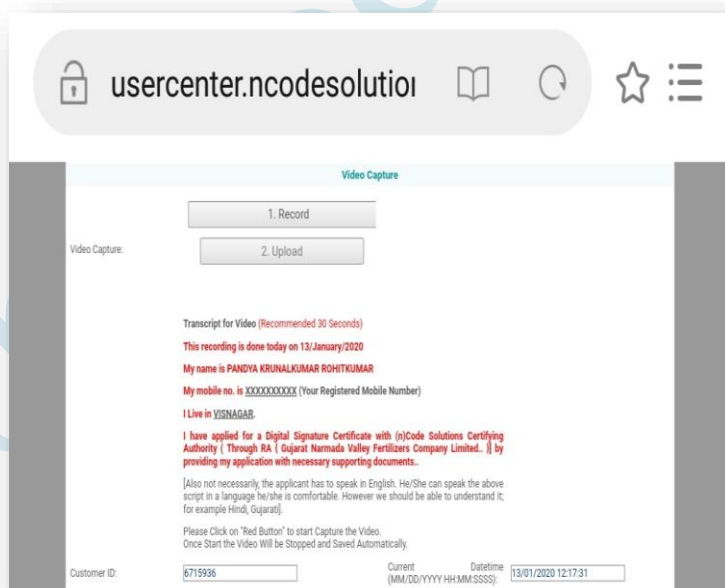 usercenter.ncodesolution
Video Capture
1. Record
Video Capture:
2. Upload
Transcript for Video (Recommended 30 Seconds)
This recording is done today on 13/January/2020
My name is PANDYA KRUNALKUMAR ROHITKUMAR
My mobile no. is XXXXXXXXXX (Your Registered Mobile Number)
I Live in VISNAGAR.
I have applied for a Digital Signature Certificate with (n)Code Solutions Certifying
Authority ( Through RA ( Gujarat Narmada Valley Fertilizers Company Limited.. )) by
providing my application with necessary supporting documents..
[Also not necessarily, the applicant has to speak in English. He/She can speak the above
script in a language he/she is comfortable. However we should be able to understand it;
for example Hindi, Gujarati].
Please Click on "Red Button" to start Capture the Video.
Once Start the Video Will be Stopped and Saved Automatically.
Customer ID:
6715936
Current Datetime
(MM/DD/YYYY HH:MM:SSSS):
13/01/2020 12:17:31